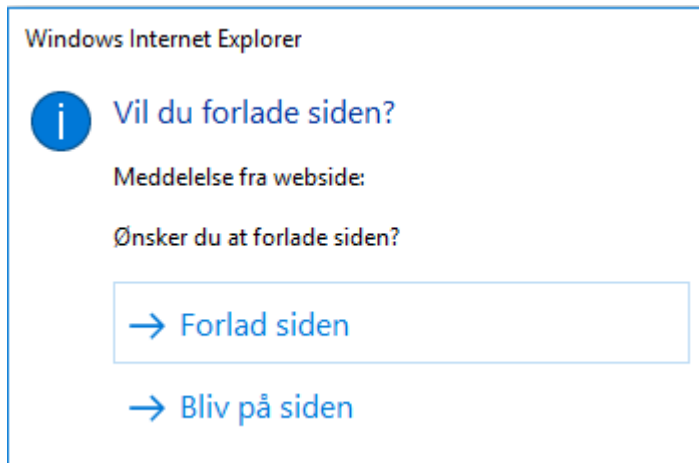 Windows Internet Explorer
Vil du forlade siden?
Meddelelse fra webside:
Ønsker du at forlade siden?
Forlad siden
Bliv på siden